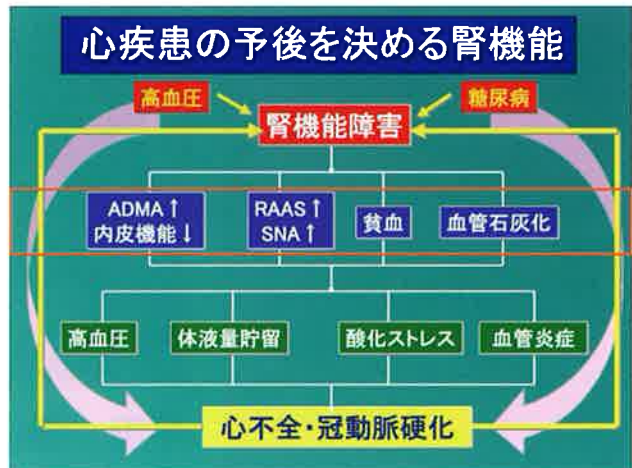 心疾患の予後を決める腎機能
高血圧
糖尿病
腎機能障害
ADMA↑
内皮機能↓
RAAS↑
SNA↑
貧血
血管石灰化
高血圧
体液量貯留
酸化ストレス
血管炎症
心不全・冠動脈硬化